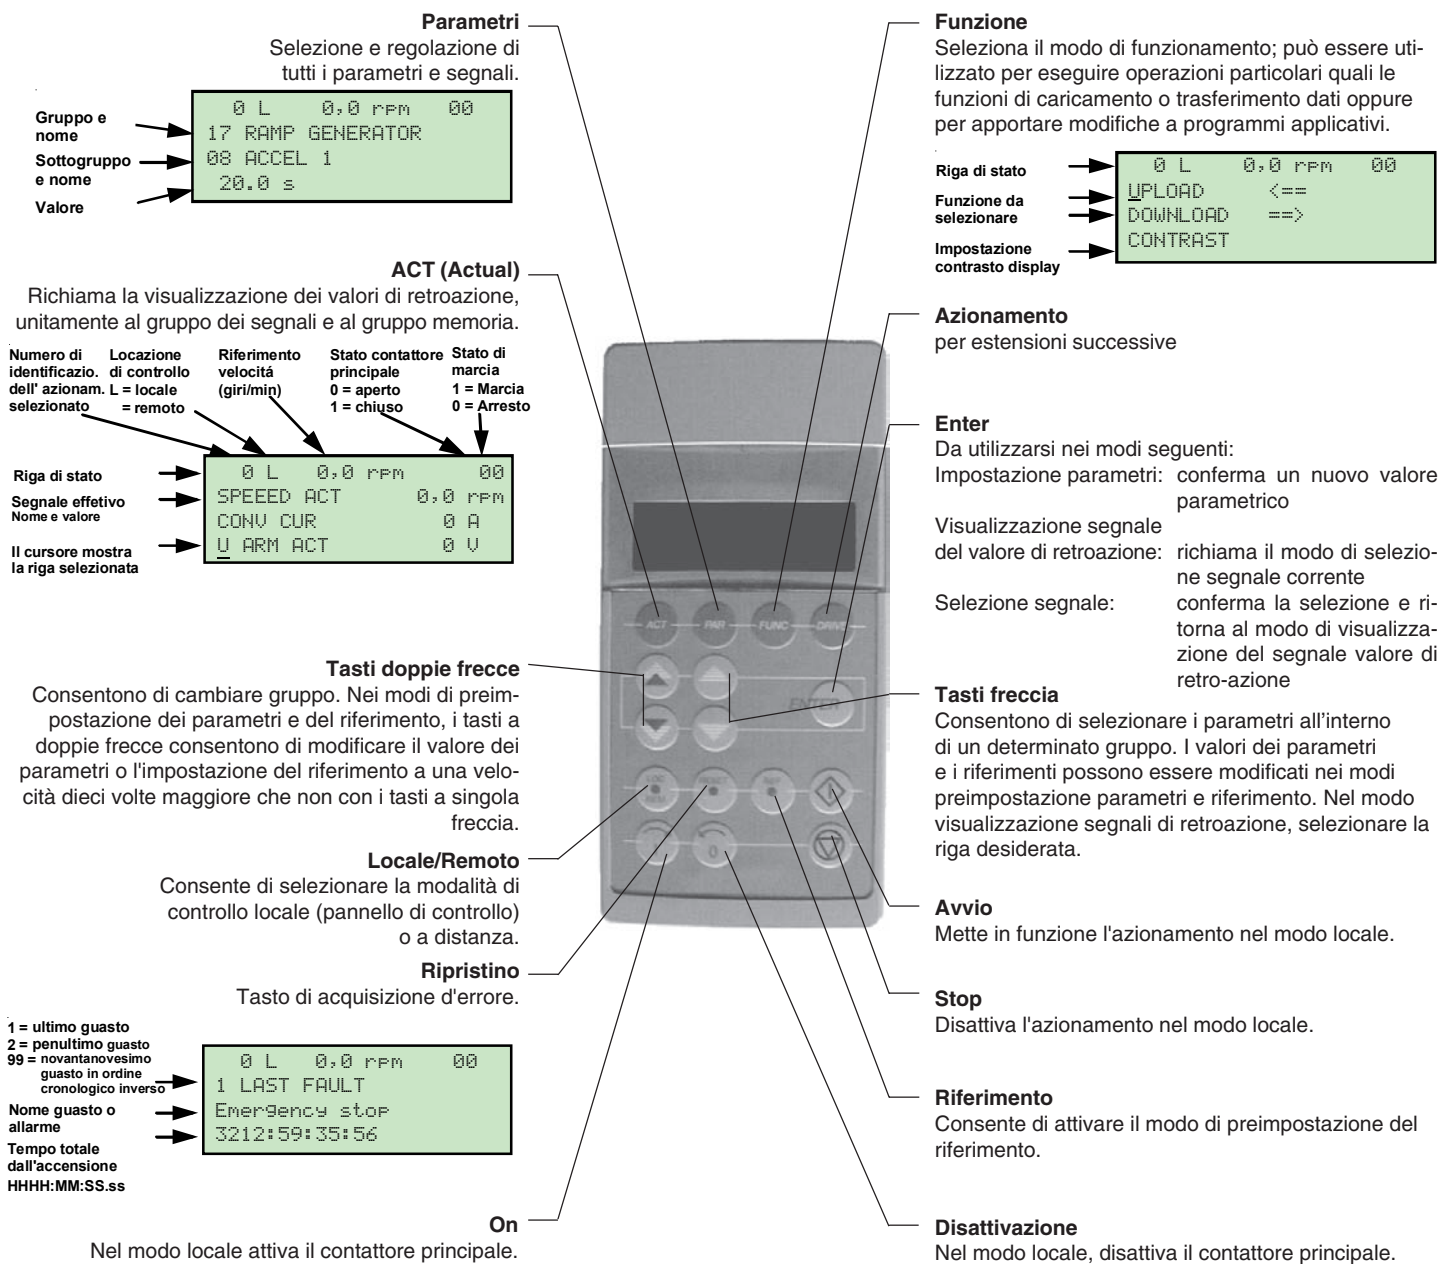 Parametri
Selezione e regolazione di
tutti i parametri e segnali.
Gruppo e
nome
Sottogruppo
e nome
Valore
0 L 0,0 rpm 00
17 RAMP GENERATOR
08 ACCEL 1
20.0 s
ACT (Actual)
Richiama la visualizzazione dei valori di retroazione,
unitamente al gruppo dei segnali e al gruppo memoria.
Numero di
identificazio.
dell' azionam.
selezionato
Locazione
di controllo
L = locale
= remoto
Riferimento
velocitá
(giri/min)
Stato contattore
principale
0 = aperto
1 = chiuso
Stato di
marcia
1 = Marcia
0 = Arresto
Riga di stato
Segnale effetivo
Nome e valore
Il cursore mostra
la riga selezionata
0 L 0,0 rpm 00
SPEEED ACT 0,0 rpm
CONV CUR 0 A
U ARM ACT 0 V
Tasti doppie frecce
Consentono di cambiare gruppo. Nei modi di preim-
postazione dei parametri e del riferimento, i tasti a
doppie frecce consentono di modificare il valore dei
parametri o l'impostazione del riferimento a una velo-
cità dieci volte maggiore che non con i tasti a singola
freccia.
Locale/Remoto
Consente di selezionare la modalità di
controllo locale (pannello di controllo)
o a distanza.
Ripristino
Tasto di acquisizione d'errore.
1 = ultimo guasto
2 = penultimo guasto
99 = novantanovesimo
guasto in ordine
cronologico inverso
Nome guasto o
allarme
Tempo totale
dall'accensione
HHHH:MM:SS.ss
0 L 0,0 rpm 00
1 LAST FAULT
Emergency stop
3212:59:35:56
On
Nel modo locale attiva il contattore principale.
ACT PAR FUNC DRIVE
ENTER
LOC
REM
RESET
REF
0
Funzione
Seleziona il modo di funzionamento; può essere uti-
lizzato per eseguire operazioni particolari quali le
funzioni di caricamento o trasferimento dati oppure
per apportare modifiche a programmi applicativi.
Riga di stato
Funzione da
selezionare
Impostazione
contrasto display
0 L 0,0 rpm 00
UPLOAD <==
DOWNLOAD ==>
CONTRAST
Azionamento
per estensioni successive
Enter
Da utilizzarsi nei modi seguenti:
Impostazione parametri: conferma un nuovo valore
parametrico
Visualizzazione segnale
del valore di retroazione: richiama il modo di selezio-
ne segnale corrente
Selezione segnale: conferma la selezione e ri-
torna al modo di visualizza-
zione del segnale valore di
retro-azione
Tasti freccia
Consentono di selezionare i parametri all'interno
di un determinato gruppo. I valori dei parametri
e i riferimenti possono essere modificati nei modi
preimpostazione parametri e riferimento. Nel modo
visualizzazione segnali di retroazione, selezionare la
riga desiderata.
Avvio
Mette in funzione l'azionamento nel modo locale.
Stop
Disattiva l'azionamento nel modo locale.
Riferimento
Consente di attivare il modo di preimpostazione del
riferimento.
Disattivazione
Nel modo locale, disattiva il contattore principale.